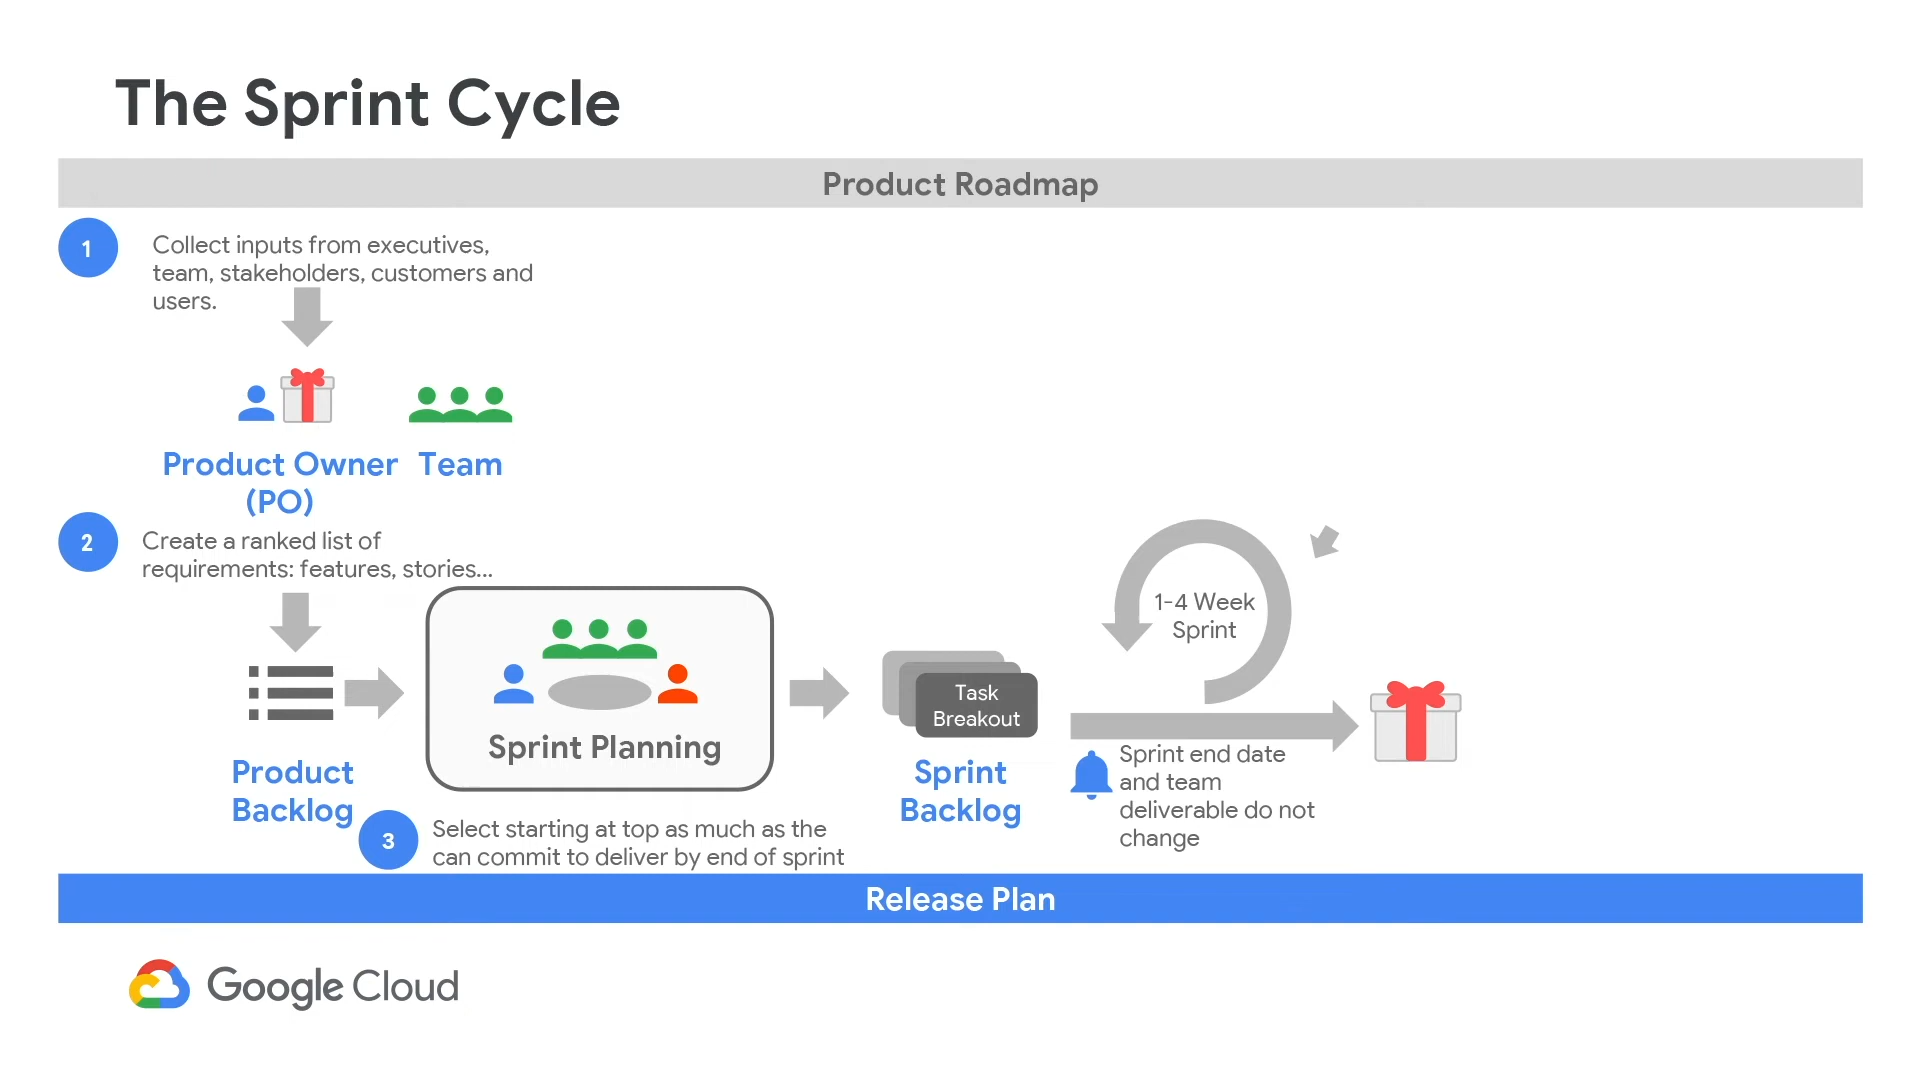 The Sprint Cycle
Product Roadmap
1
Collect inputs from executives,
team, stakeholders, customers and
users.
Product Owner
(PO)
Team
2
Create a ranked list of
requirements: features, stories...
Product
Backlog
Sprint Planning
3
Select starting at top as much as the
can commit to deliver by end of sprint
Task
Breakout
Sprint
Backlog
1-4 Week
Sprint
Sprint end date
and team
deliverable do not
change
Release Plan
Google Cloud